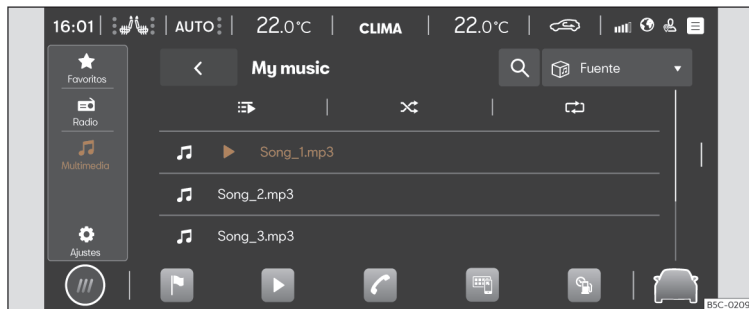 16:01 AUTO 22.0°C CLIMA 22.0°C
Favoritos
My music
Fuente
Radio
Multimedia
Song_1.mp3
Song_2.mp3
Song_3.mp3
Ajustes
B5C-0209